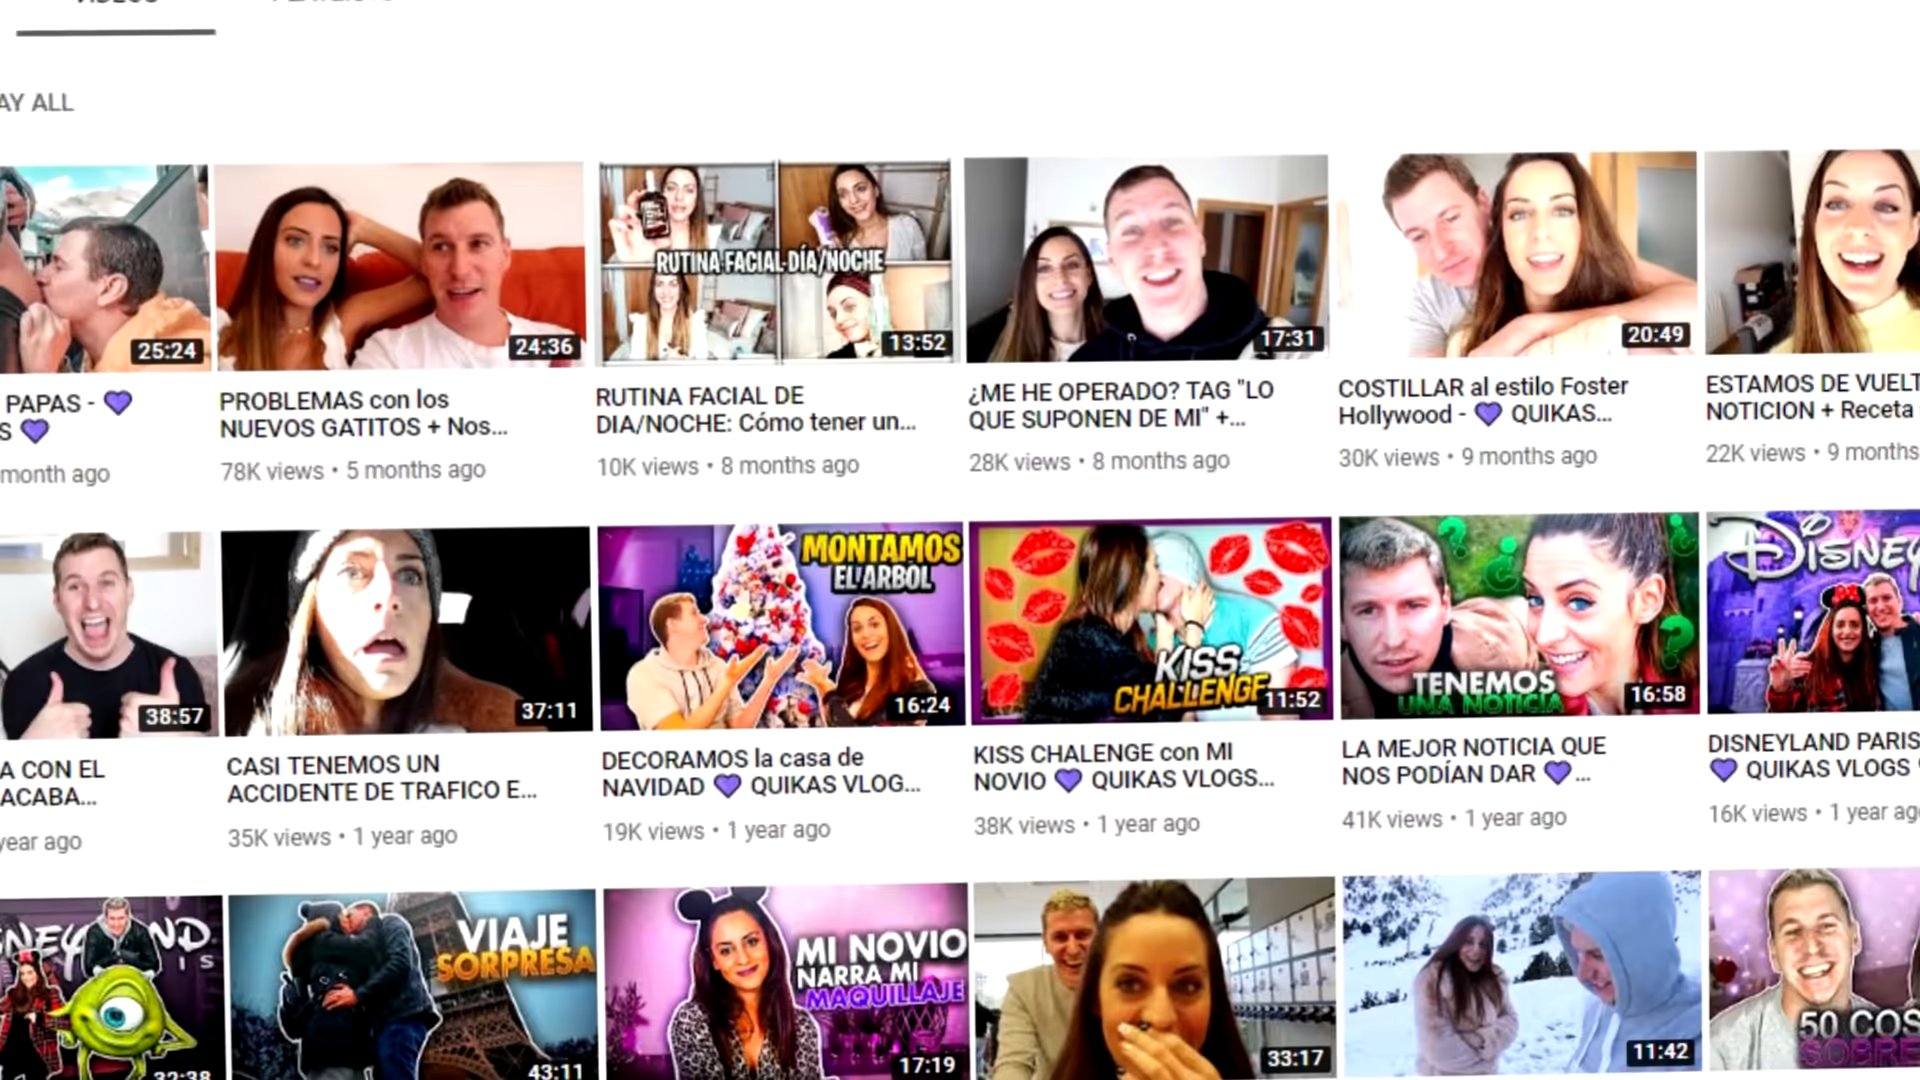 AY ALL
RUTINA FACIAL DÍA/NOCHE
25:24
24:36
13:52
17:31
20:49
PAPAS - 💜
S 💜
month ago
PROBLEMAS con los
NUEVOS GATITOS + Nos...
78K views • 5 months ago
RUTINA FACIAL DE
DIA/NOCHE: Cómo tener un...
10K views • 8 months ago
¿ME HE OPERADO? TAG "LO
QUE SUPONEN DE MI" +...
28K views • 8 months ago
COSTILLAR al estilo Foster
Hollywood - 💜 QUIKAS...
30K views • 9 months ago
ESTAMOS DE VUELT
NOTICION + Receta
22K views • 9 months
MONTAMOS
EL ARBOL
KISS
CHALLENGE
TENEMOS
UNA NOTICIA
DISNEY
38:57
37:11
16:24
11:52
16:58
A CON EL
ACABA...
year ago
CASI TENEMOS UN
ACCIDENTE DE TRAFICO E...
35K views • 1 year ago
DECORAMOS la casa de
NAVIDAD 💜 QUIKAS VLOG...
19K views • 1 year ago
KISS CHALENGE con MI
NOVIO 💜 QUIKAS VLOGS...
38K views • 1 year ago
LA MEJOR NOTICIA QUE
NOS PODÍAN DAR 💜...
41K views • 1 year ago
DISNEYLAND PARIS
💜 QUIKAS VLOGS
16K views • 1 year ag
VIAJE
SORPRESA
MI NOVIO
NARRA MI
MAQUILLAJE
50 COS
SOBRE
32:38
43:11
17:19
33:17
11:42